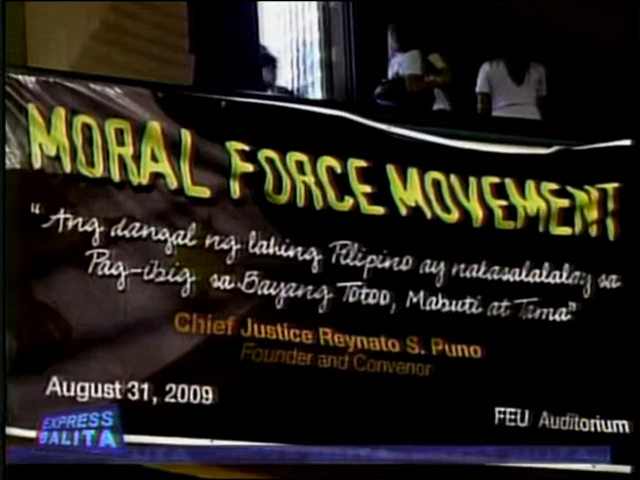 MORAL FORCE MOVEMENT
"Ang dangal ng lahing Pilipino ay nakasalalalay sa
Pag-ibig sa Bayang Totoo, Mabuti at Tama"
Chief Justice Reynato S. Puno
Founder and Convenor
August 31, 2009
FEU Auditorium
EXPRESS
BALITA